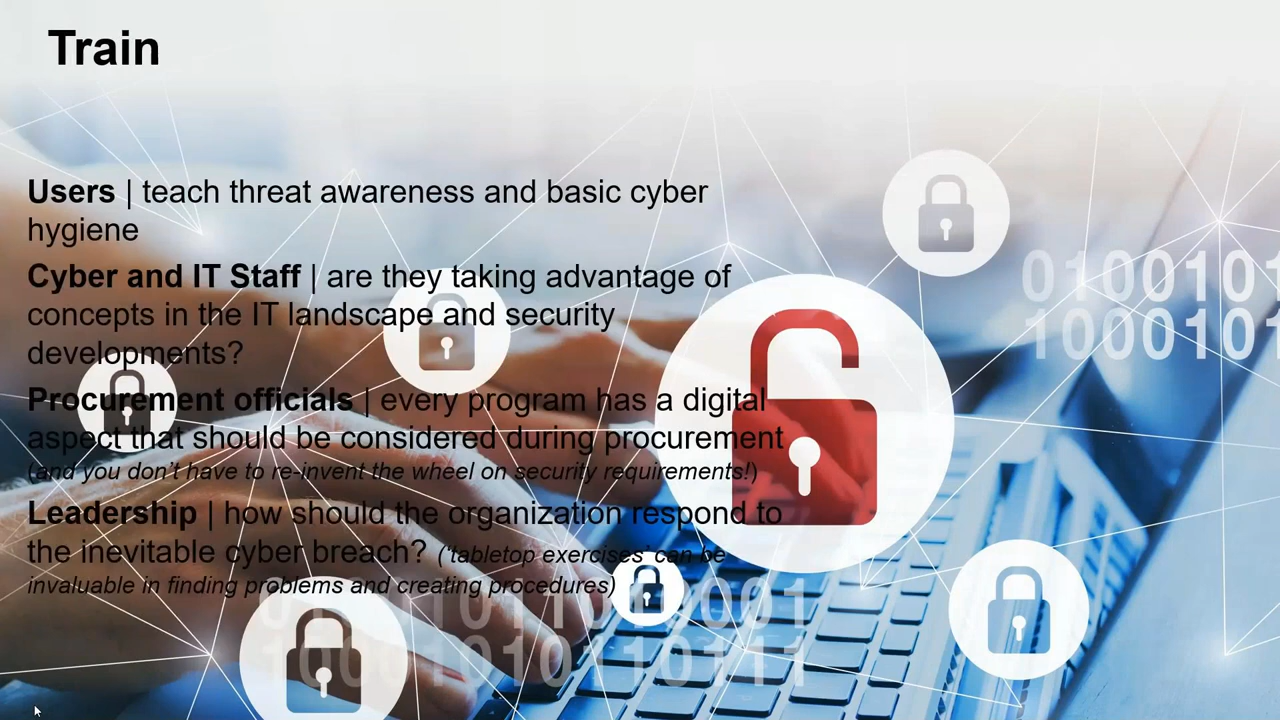 Train
Users | teach threat awareness and basic cyber
hygiene
Cyber and IT Staff | are they taking advantage of
concepts in the IT landscape and security
developments?
Procurement officials | every program has a digital
aspect that should be considered during procurement
(and you don't have to re-invent the wheel on security requirements!)
Leadership | how should the organization respond to
the inevitable cyber breach? ('tabletop exercises' can be
invaluable in finding problems and creating procedures)
0100101
1000101
10001010110111